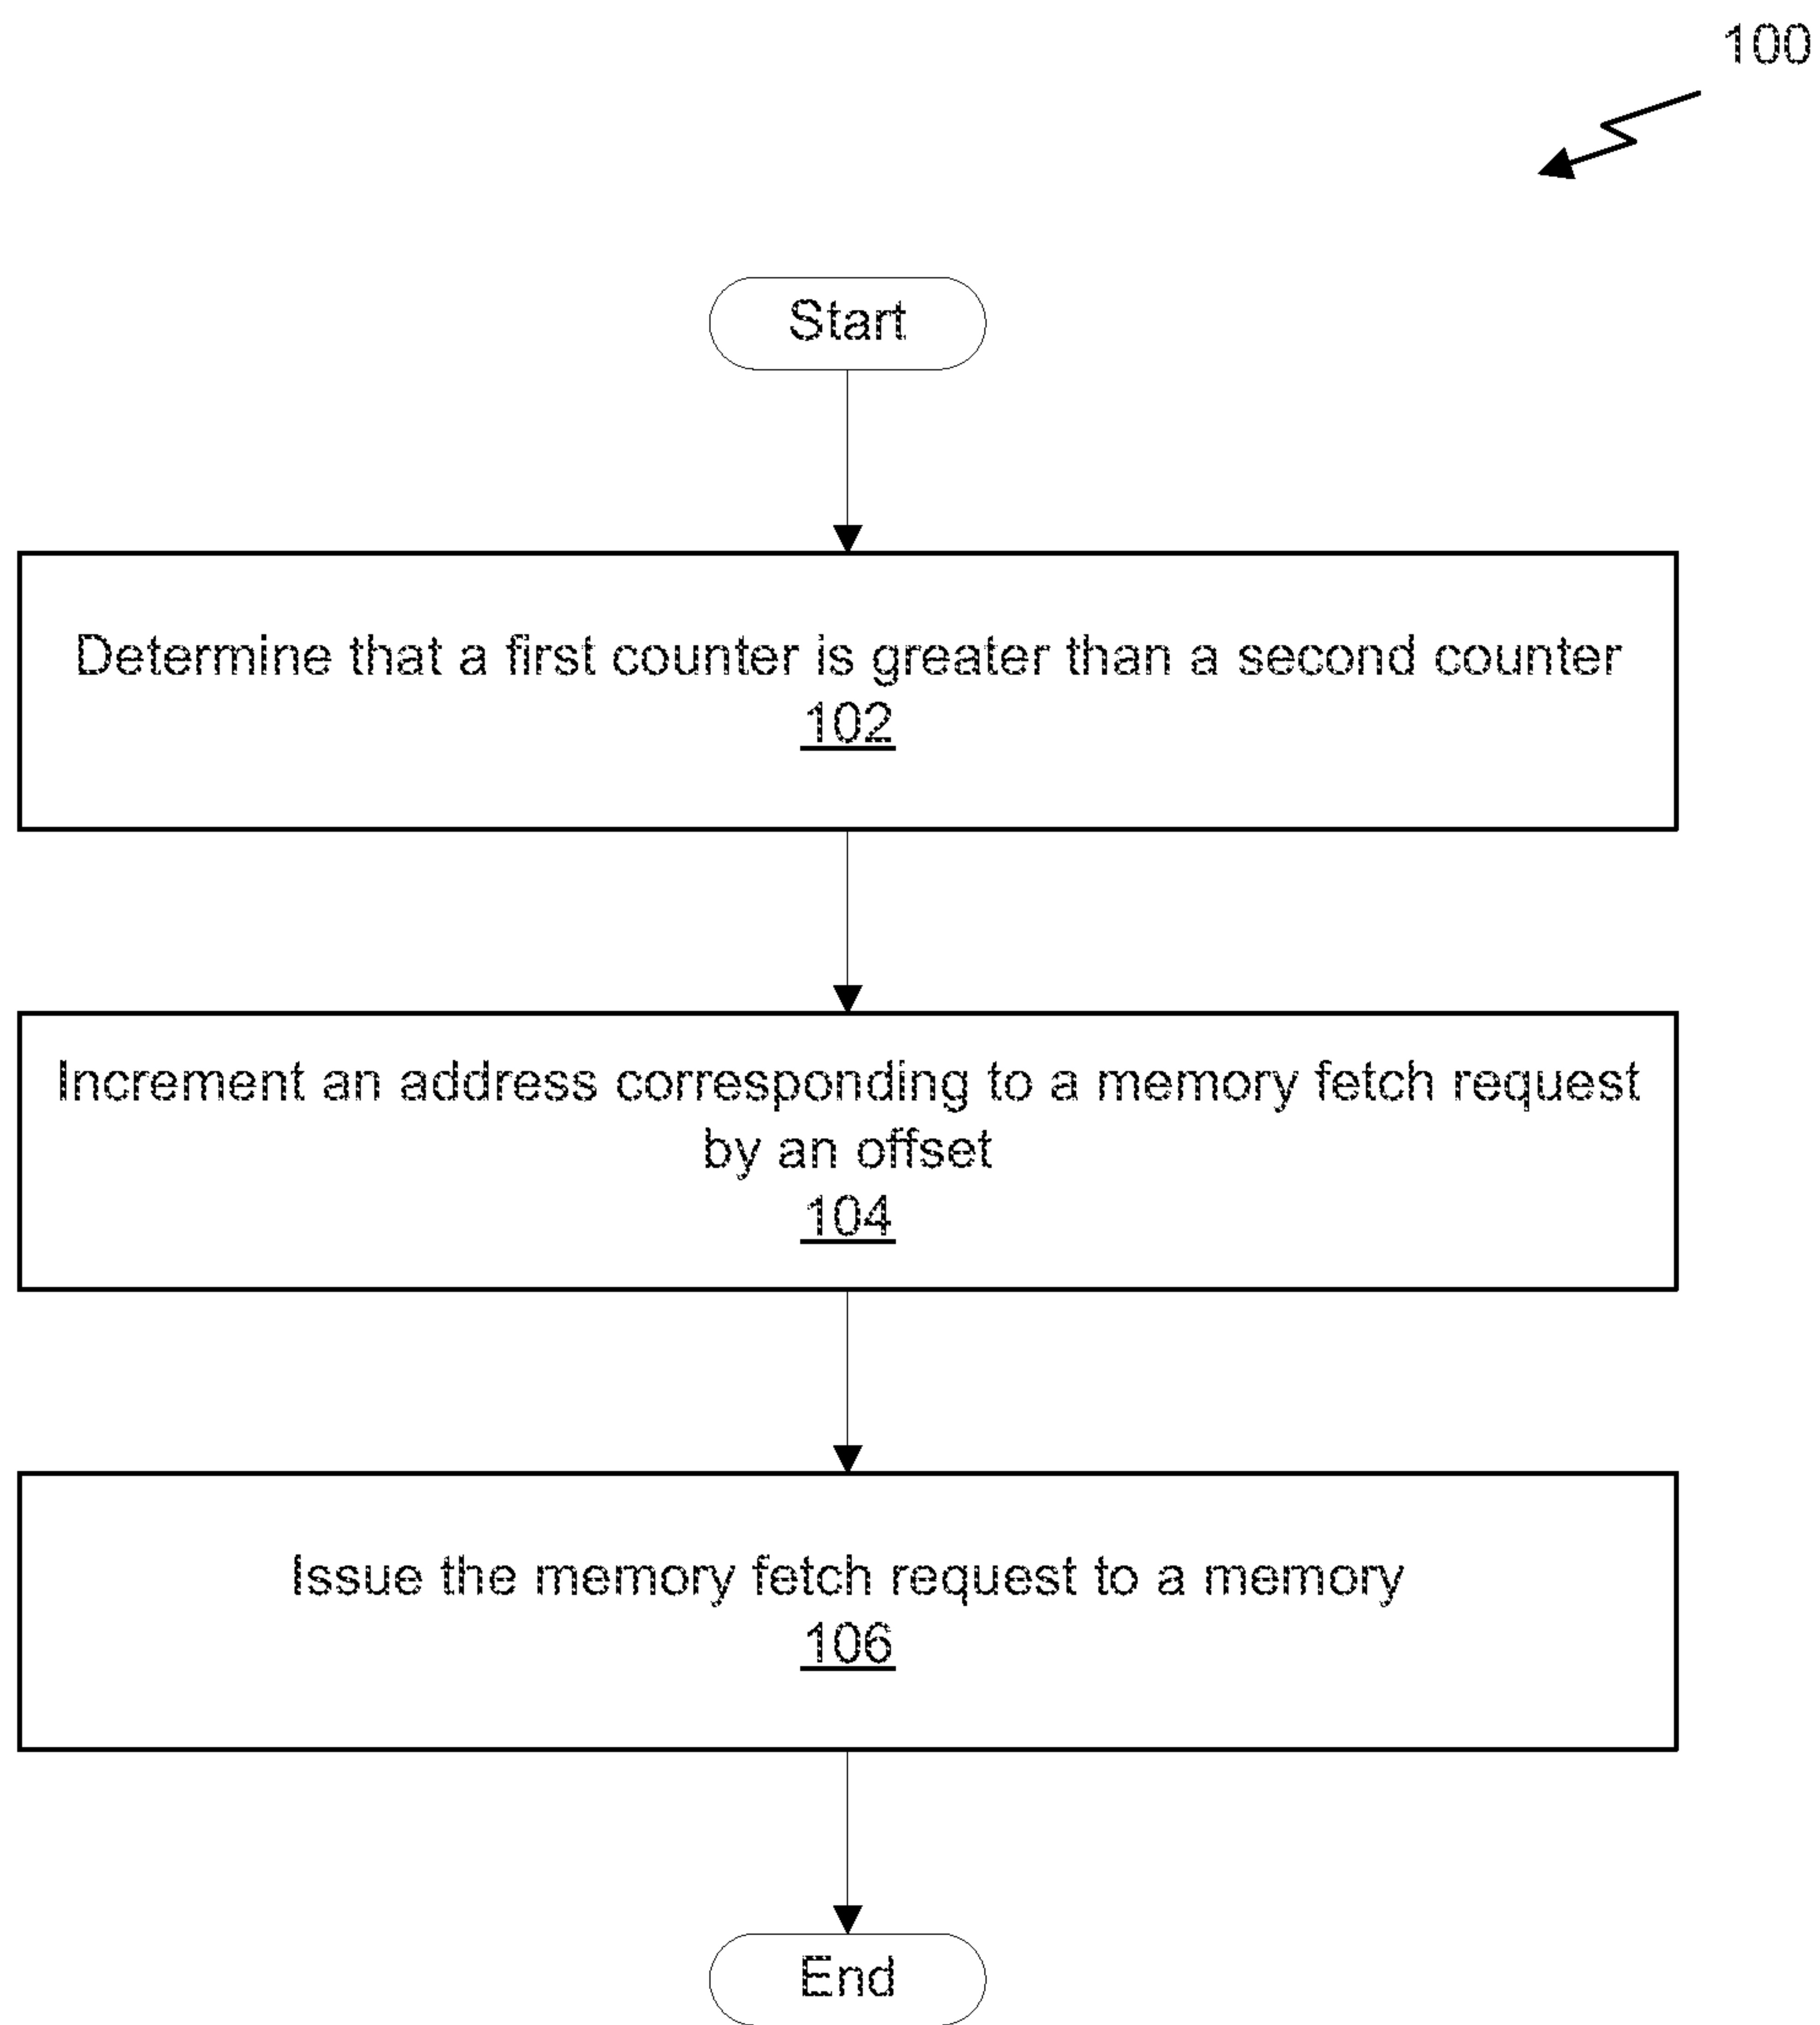 100
Start
Determine that a first counter is greater than a second counter
102
Increment an address corresponding to a memory fetch request
by an offset
104
Issue the memory fetch request to a memory
106
End